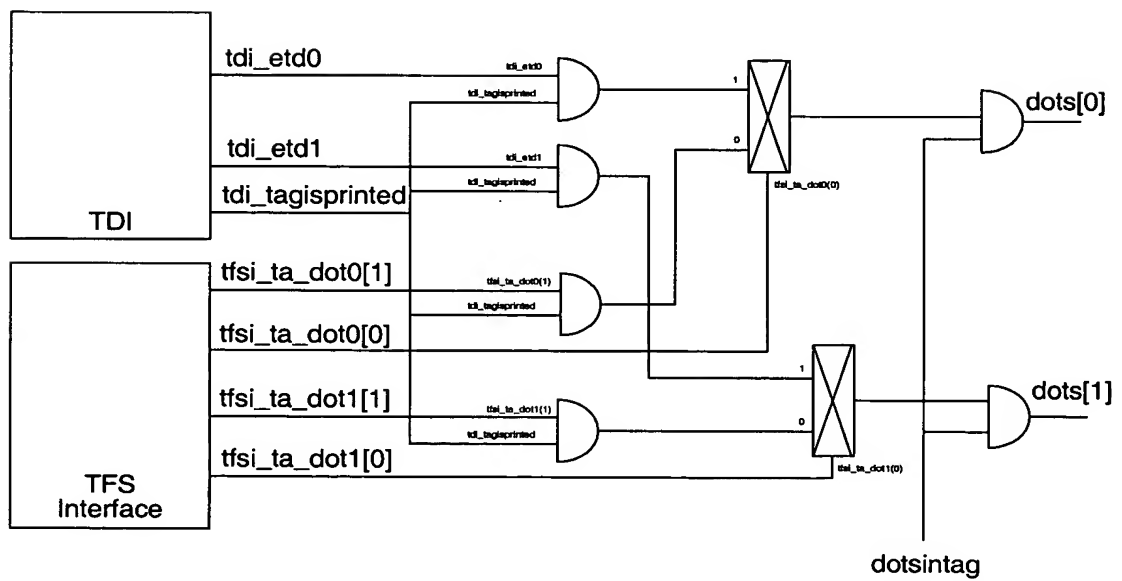 tdi_etd0
tdi_etd0
tdi_tagisprinted
1
dots[0]
tdi_etd1
tdi_etd1
0
tdi_tagisprinted
tdi_tagisprinted
tfsi_ta_dot0(0)
TDI
tfsi_ta_dot0[1]
tfsi_ta_dot0(1)
tdi_tagisprinted
tfsi_ta_dot0[0]
1
tfsi_ta_dot1[1]
tfsi_ta_dot1(1)
0
dots[1]
tdi_tagisprinted
tfsi_ta_dot1[0]
tfsi_ta_dot1(0)
TFS
Interface
dotsintag